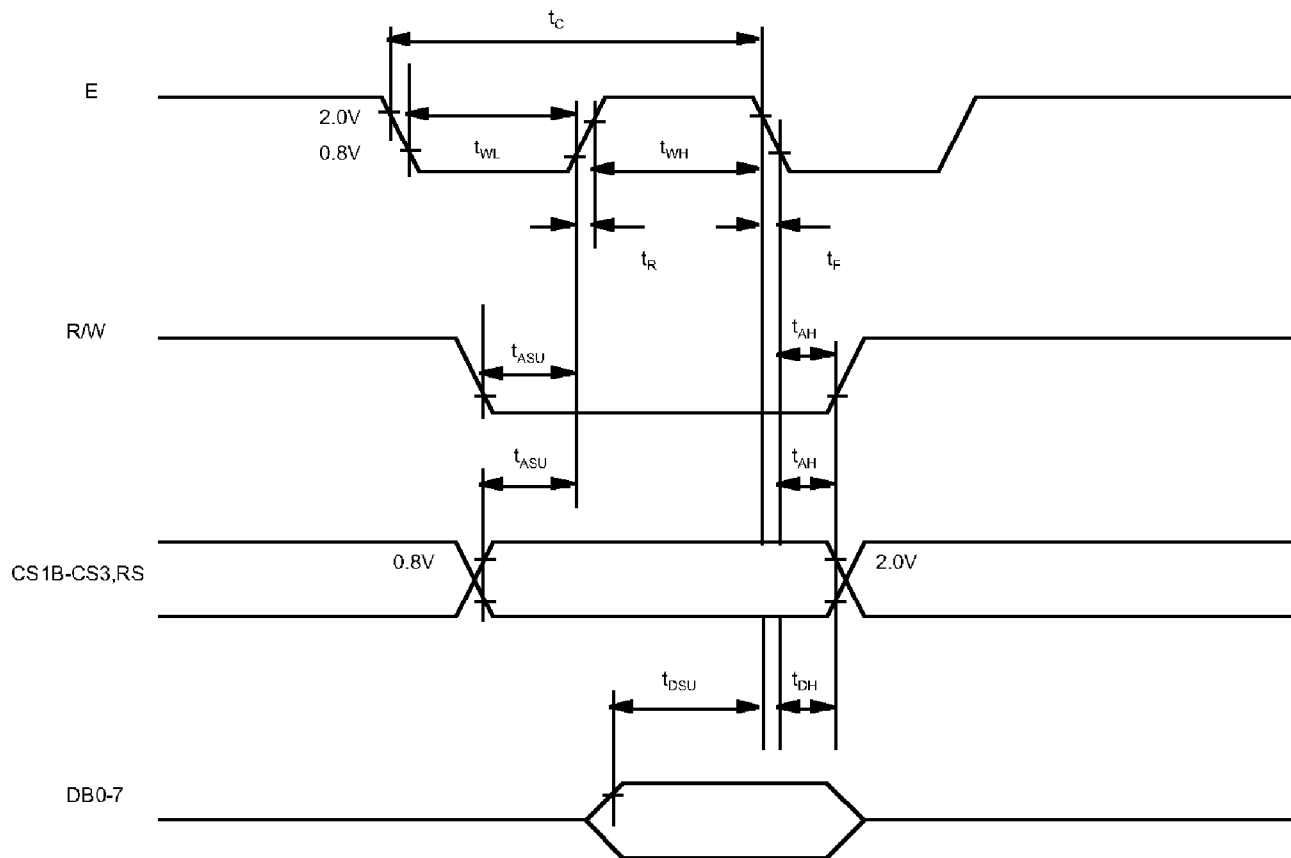 tC
E
2.0V
0.8V
tWL
tWH
tR
tF
R/W
tASU
tAH
tASU
tAH
CS1B-CS3,RS
0.8V
2.0V
tDSU
tDH
DB0-7